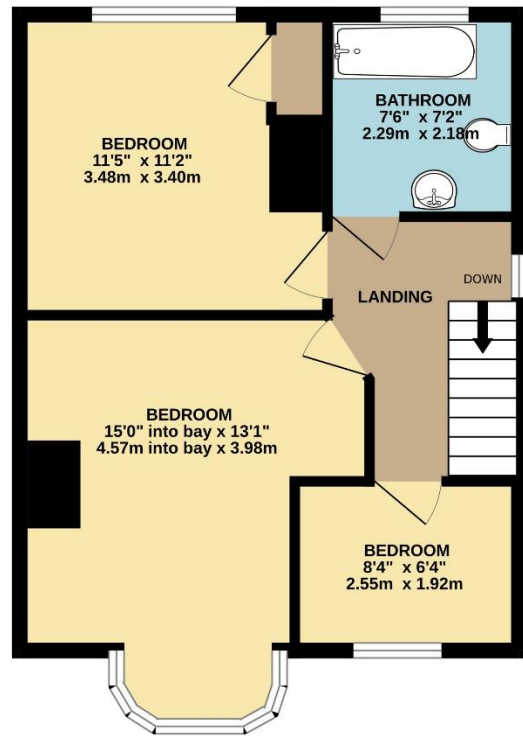 BATHROOM
7'6" x 7'2"
2.29m x 2.18m
BEDROOM
11'5" x 11'2"
3.48m x 3.40m
DOWN
LANDING
BEDROOM
15'0" into bay x 13'1"
4.57m into bay x 3.98m
BEDROOM
8'4" x 6'4"
2.55m x 1.92m